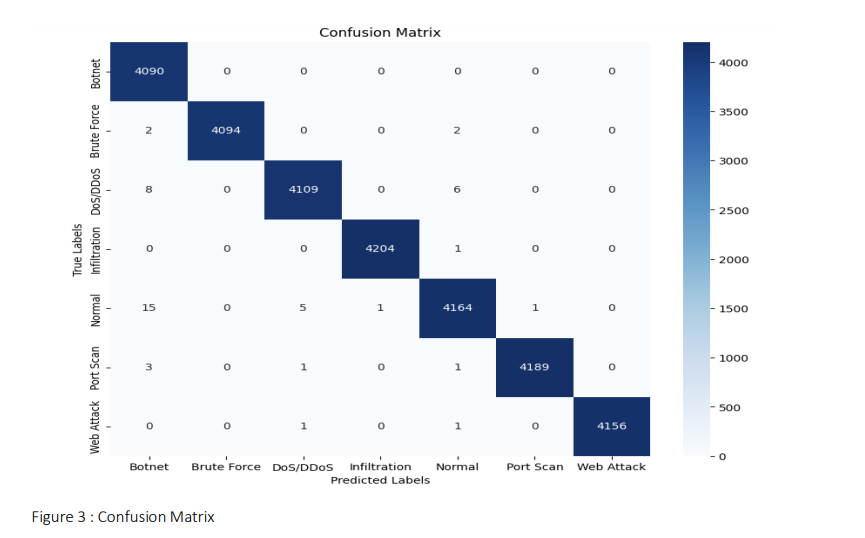 Confusion Matrix
Botnet 4090 0 0 0 0 0 0
Brute Force 2 4094 0 0 2 0 0
DoS/DDoS 8 0 4109 0 6 0 0
Infiltration 0 0 0 4204 1 0 0
Normal 15 0 5 1 4164 1 0
Port Scan 3 0 1 0 1 4189 0
Web Attack 0 0 1 0 1 0 4156
True Labels
Botnet Brute Force DoS/DDoS Infiltration Normal Port Scan Web Attack
Predicted Labels
4000
3500
3000
2500
2000
1500
1000
500
0
Figure 3 : Confusion Matrix